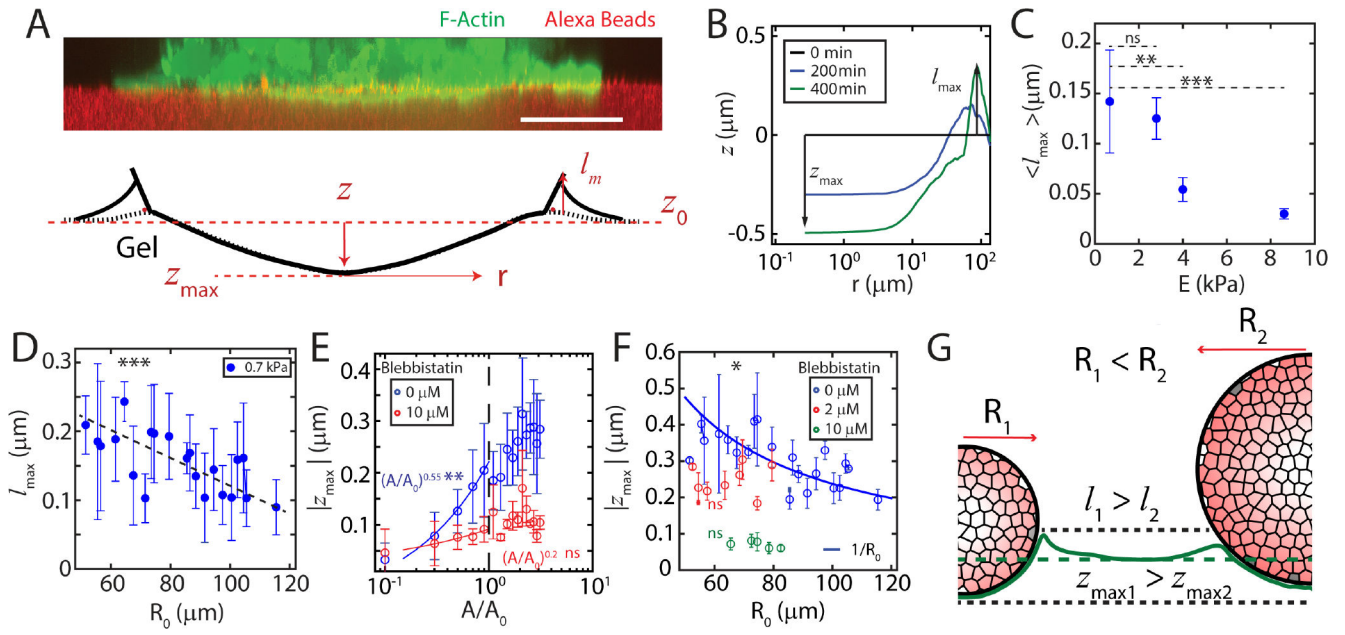 A
F-Actin
Alexa Beads
z
l_m
z_0
Gel
z_max
r
B
0.5
0
-0.5
z (μm)
0 min
200min
400min
l_max
z_max
10^-1
10^0
10^1
10^2
r (μm)
C
0.2
0.15
0.1
0.05
0
<l_max> (μm)
ns
**
***
0 2 4 6 8 10
E (kPa)
D
0.3
0.2
0.1
0
l_max (μm)
***
0.7 kPa
60 80 100 120
R_0 (μm)
E
0.4
0.3
0.2
0.1
|z_max| (μm)
Blebbistatin
0 μM
10 μM
(A/A_0)^0.55 **
(A/A_0)^0.2 ns
10^-1
10^0
10^1
A/A_0
F
0.6
0.5
0.4
0.3
0.2
0.1
0
|z_max| (μm)
*
Blebbistatin
0 μM
2 μM
10 μM
ns
ns
1/R_0
60 80 100 120
R_0 (μm)
G
R_2
R_1 < R_2
R_1
l_1 > l_2
z_max1 > z_max2